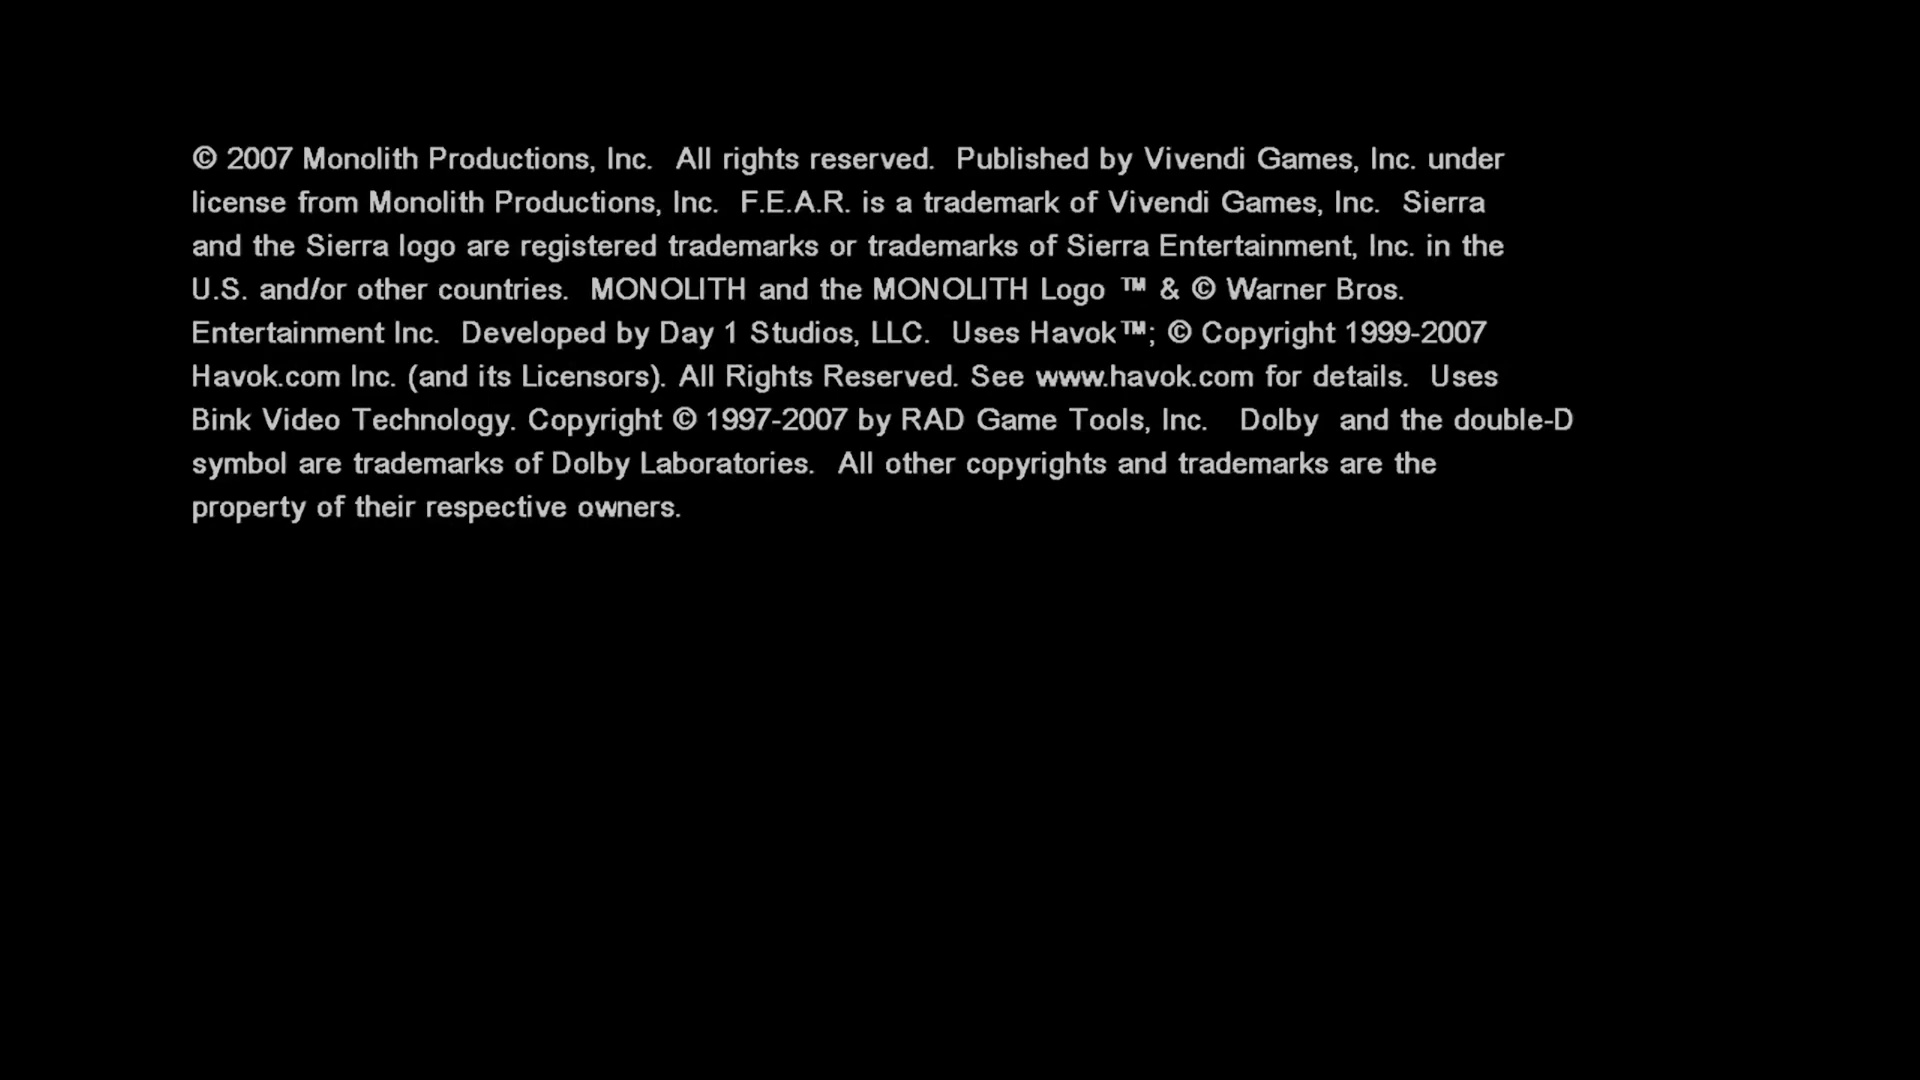 © 2007 Monolith Productions, Inc.  All rights reserved.  Published by Vivendi Games, Inc. under
license from Monolith Productions, Inc.  F.E.A.R. is a trademark of Vivendi Games, Inc.  Sierra
and the Sierra logo are registered trademarks or trademarks of Sierra Entertainment, Inc. in the
U.S. and/or other countries.  MONOLITH and the MONOLITH Logo ™ & © Warner Bros.
Entertainment Inc.  Developed by Day 1 Studios, LLC.  Uses Havok™; © Copyright 1999-2007
Havok.com Inc. (and its Licensors). All Rights Reserved. See www.havok.com for details.  Uses
Bink Video Technology. Copyright © 1997-2007 by RAD Game Tools, Inc.   Dolby  and the double-D
symbol are trademarks of Dolby Laboratories.  All other copyrights and trademarks are the
property of their respective owners.